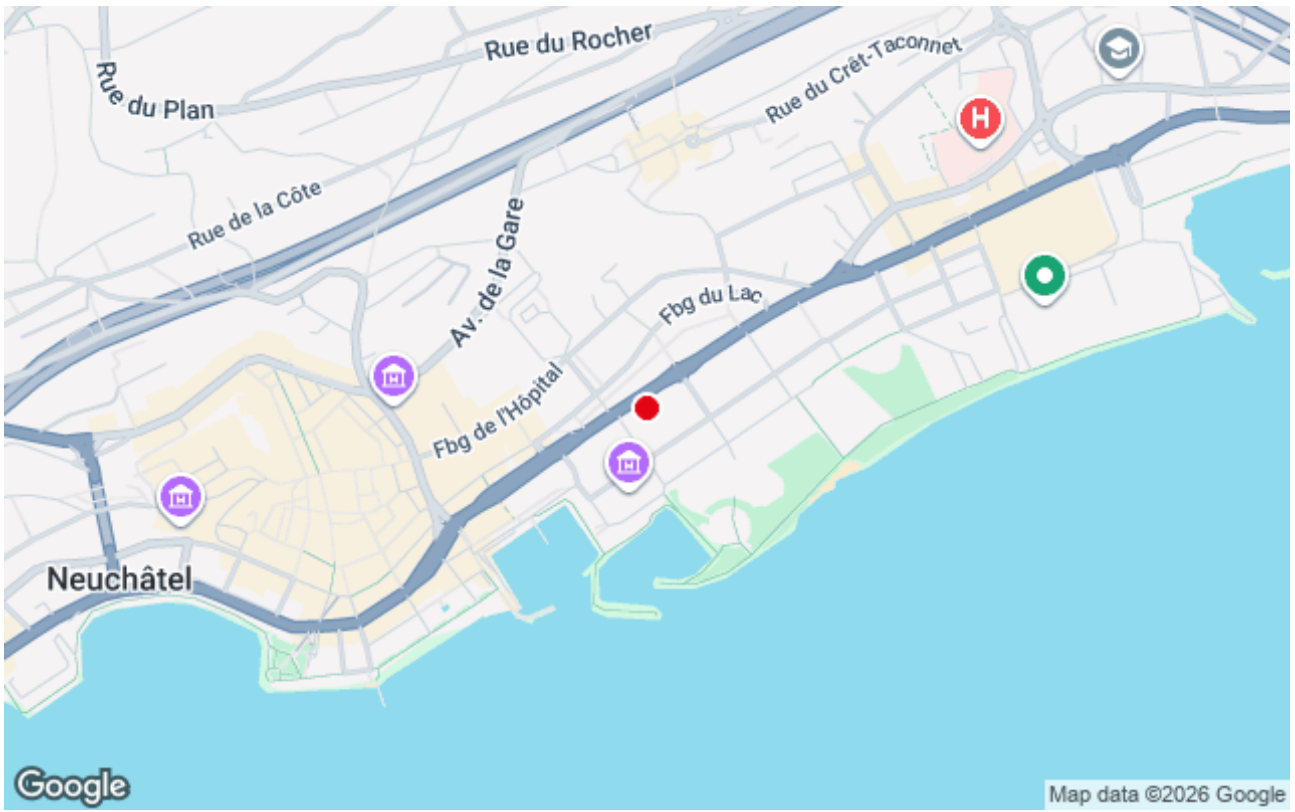 Rue du Rocher
Rue du Plan
Rue du Crêt-Taconnet
H
Rue de la Côte
Av. de la Gare
Fbg du Lac
Fbg de l'Hôpital
Neuchâtel
Google
Map data ©2026 Google